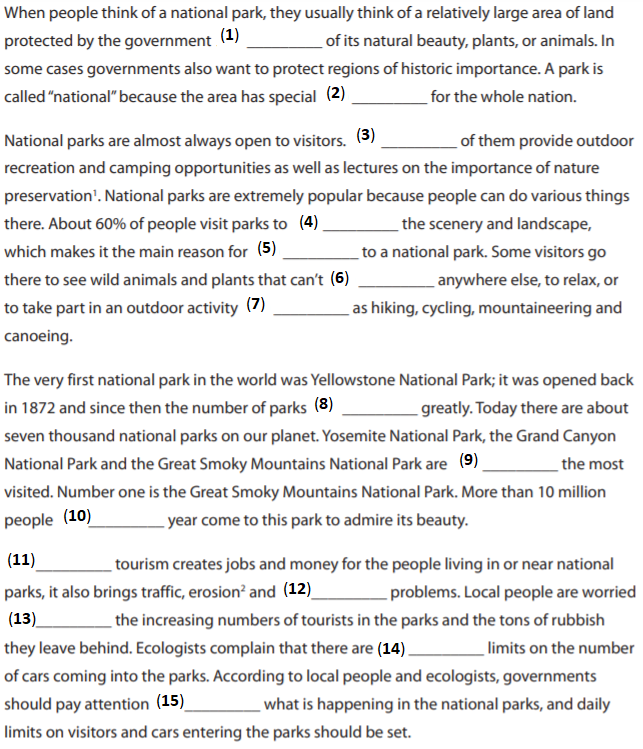 When people think of a national park, they usually think of a relatively large area of land
protected by the government (1) ________ of its natural beauty, plants, or animals. In
some cases governments also want to protect regions of historic importance. A park is
called "national" because the area has special (2) ________ for the whole nation.
National parks are almost always open to visitors. (3) ________ of them provide outdoor
recreation and camping opportunities as well as lectures on the importance of nature
preservation¹. National parks are extremely popular because people can do various things
there. About 60% of people visit parks to (4) ________ the scenery and landscape,
which makes it the main reason for (5) ________ to a national park. Some visitors go
there to see wild animals and plants that can't (6) ________ anywhere else, to relax, or
to take part in an outdoor activity (7) ________ as hiking, cycling, mountaineering and
canoeing.
The very first national park in the world was Yellowstone National Park; it was opened back
in 1872 and since then the number of parks (8) ________ greatly. Today there are about
seven thousand national parks on our planet. Yosemite National Park, the Grand Canyon
National Park and the Great Smoky Mountains National Park are (9) ________ the most
visited. Number one is the Great Smoky Mountains National Park. More than 10 million
people (10)________ year come to this park to admire its beauty.
(11)________ tourism creates jobs and money for the people living in or near national
parks, it also brings traffic, erosion² and (12)________ problems. Local people are worried
(13)________ the increasing numbers of tourists in the parks and the tons of rubbish
they leave behind. Ecologists complain that there are (14) ________ limits on the number
of cars coming into the parks. According to local people and ecologists, governments
should pay attention (15)________ what is happening in the national parks, and daily
limits on visitors and cars entering the parks should be set.